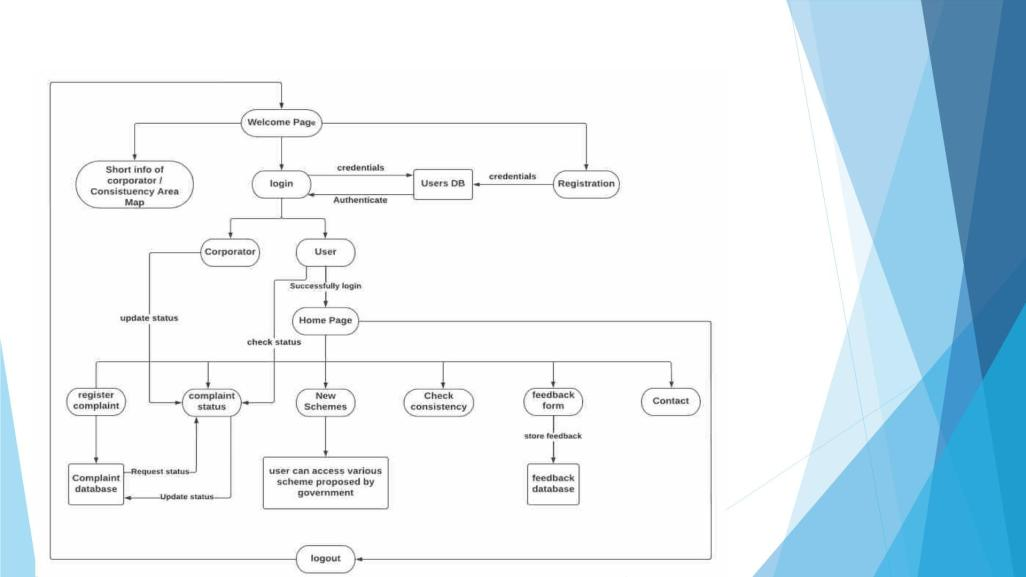 Welcome Page
Short info of
corporator /
Consistuency Area
Map
login
credentials
Authenticate
Users DB
credentials
Registration
Corporator
User
Successfully login
update status
Home Page
check status
register
complaint
complaint
status
New
Schemes
Check
consistency
feedback
form
Contact
store feedback
Complaint
database
Request status
Update status
user can access various
scheme proposed by
government
feedback
database
logout